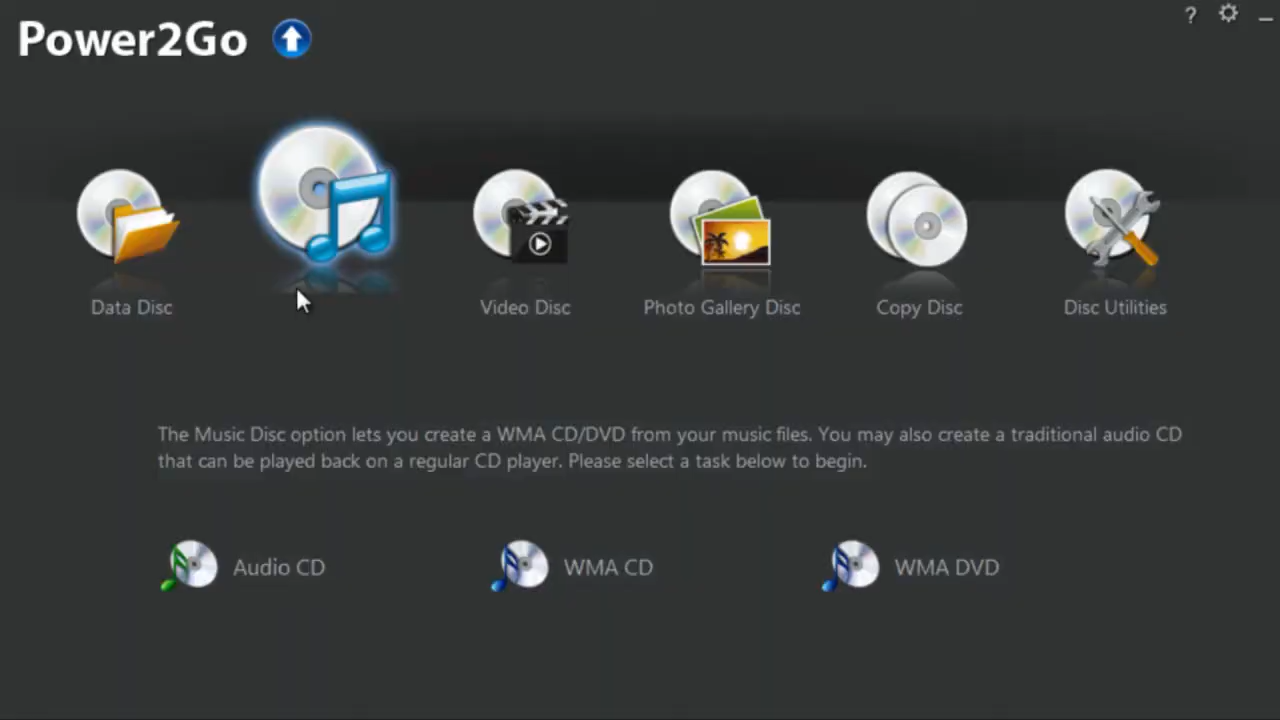 Power2Go
?
Data Disc
Video Disc
Photo Gallery Disc
Copy Disc
Disc Utilities
The Music Disc option lets you create a WMA CD/DVD from your music files. You may also create a traditional audio CD
that can be played back on a regular CD player. Please select a task below to begin.
Audio CD
WMA CD
WMA DVD